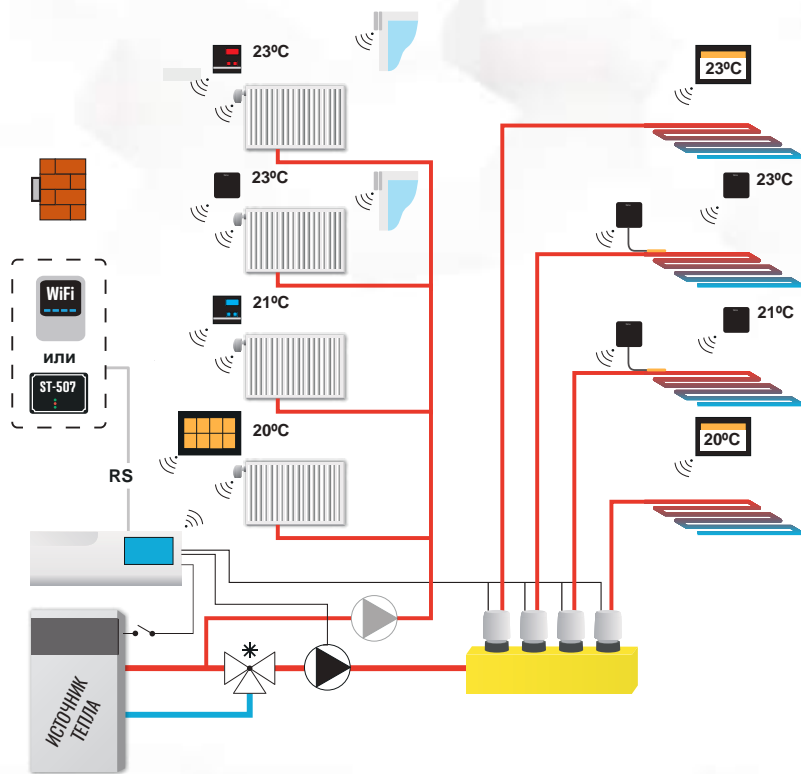 23ºC
23ºC
23ºC
23ºC
WiFi
или
ST-507
21ºC
21ºC
20ºC
20ºC
RS
ИСТОЧНИК
ТЕПЛА